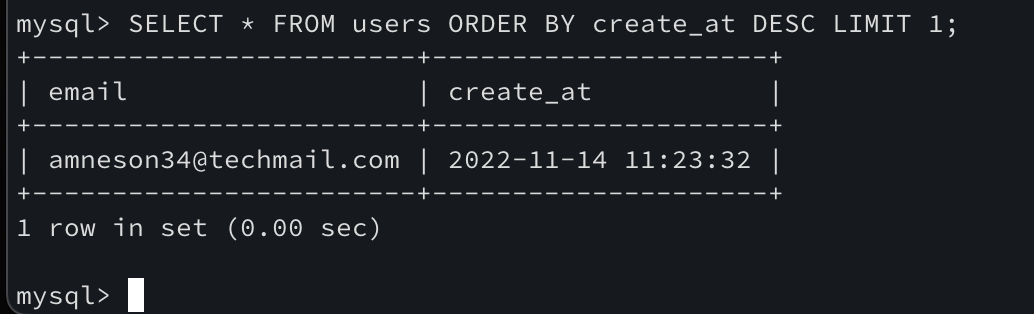 mysql> SELECT * FROM users ORDER BY create_at DESC LIMIT 1;
+------------------------+---------------------+
| email                  | create_at           |
+------------------------+---------------------+
| amneson34@techmail.com | 2022-11-14 11:23:32 |
+------------------------+---------------------+
1 row in set (0.00 sec)
mysql>